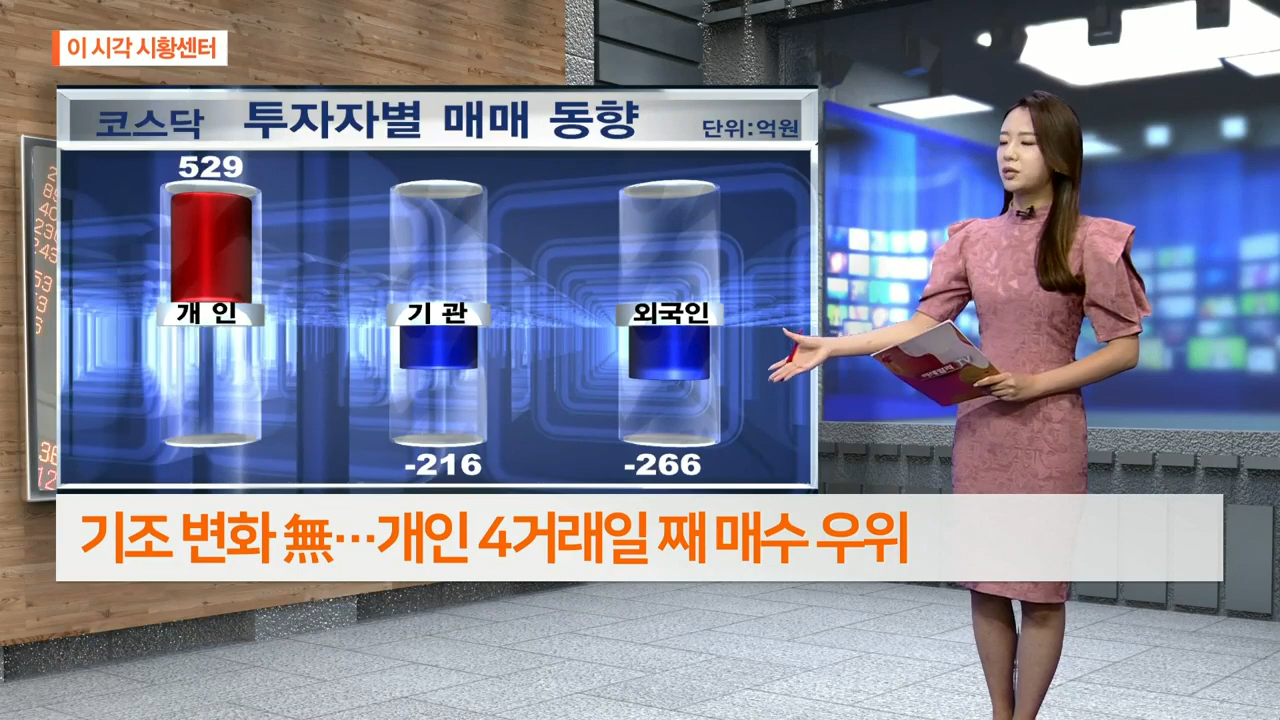 이 시각 시황센터
코스닥 투자자별 매매 동향 단위:억원
529
개 인 기 관 외국인
-216 -266
기조 변화 無…개인 4거래일 째 매수 우위